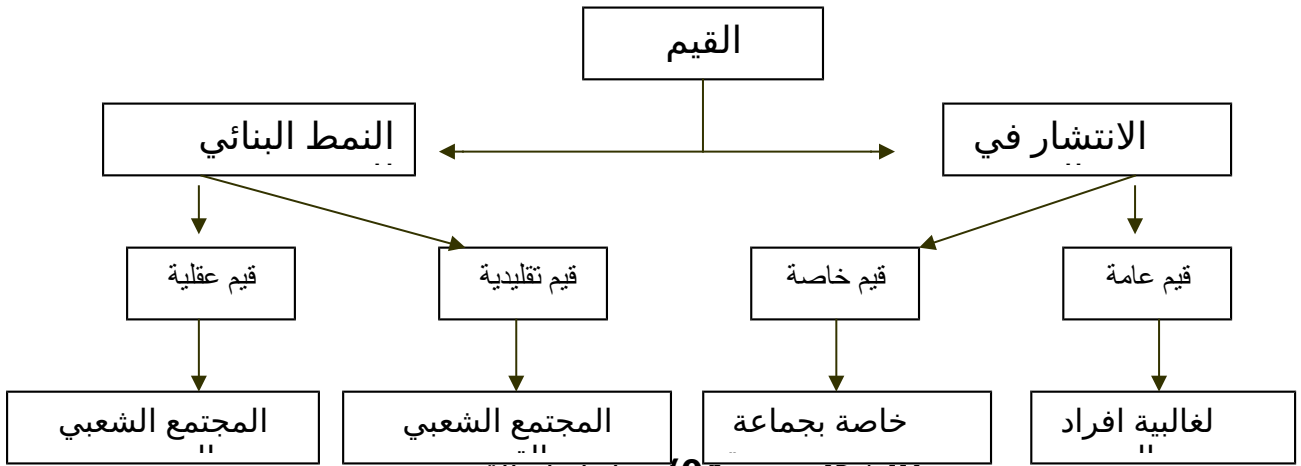 القيم
الانتشار في
النمط البنائي
قيم عامة
قيم خاصة
قيم تقليدية
قيم عقلية
لغالبية افراد
خاصة بجماعة
المجتمع الشعبي
المجتمع الشعبي